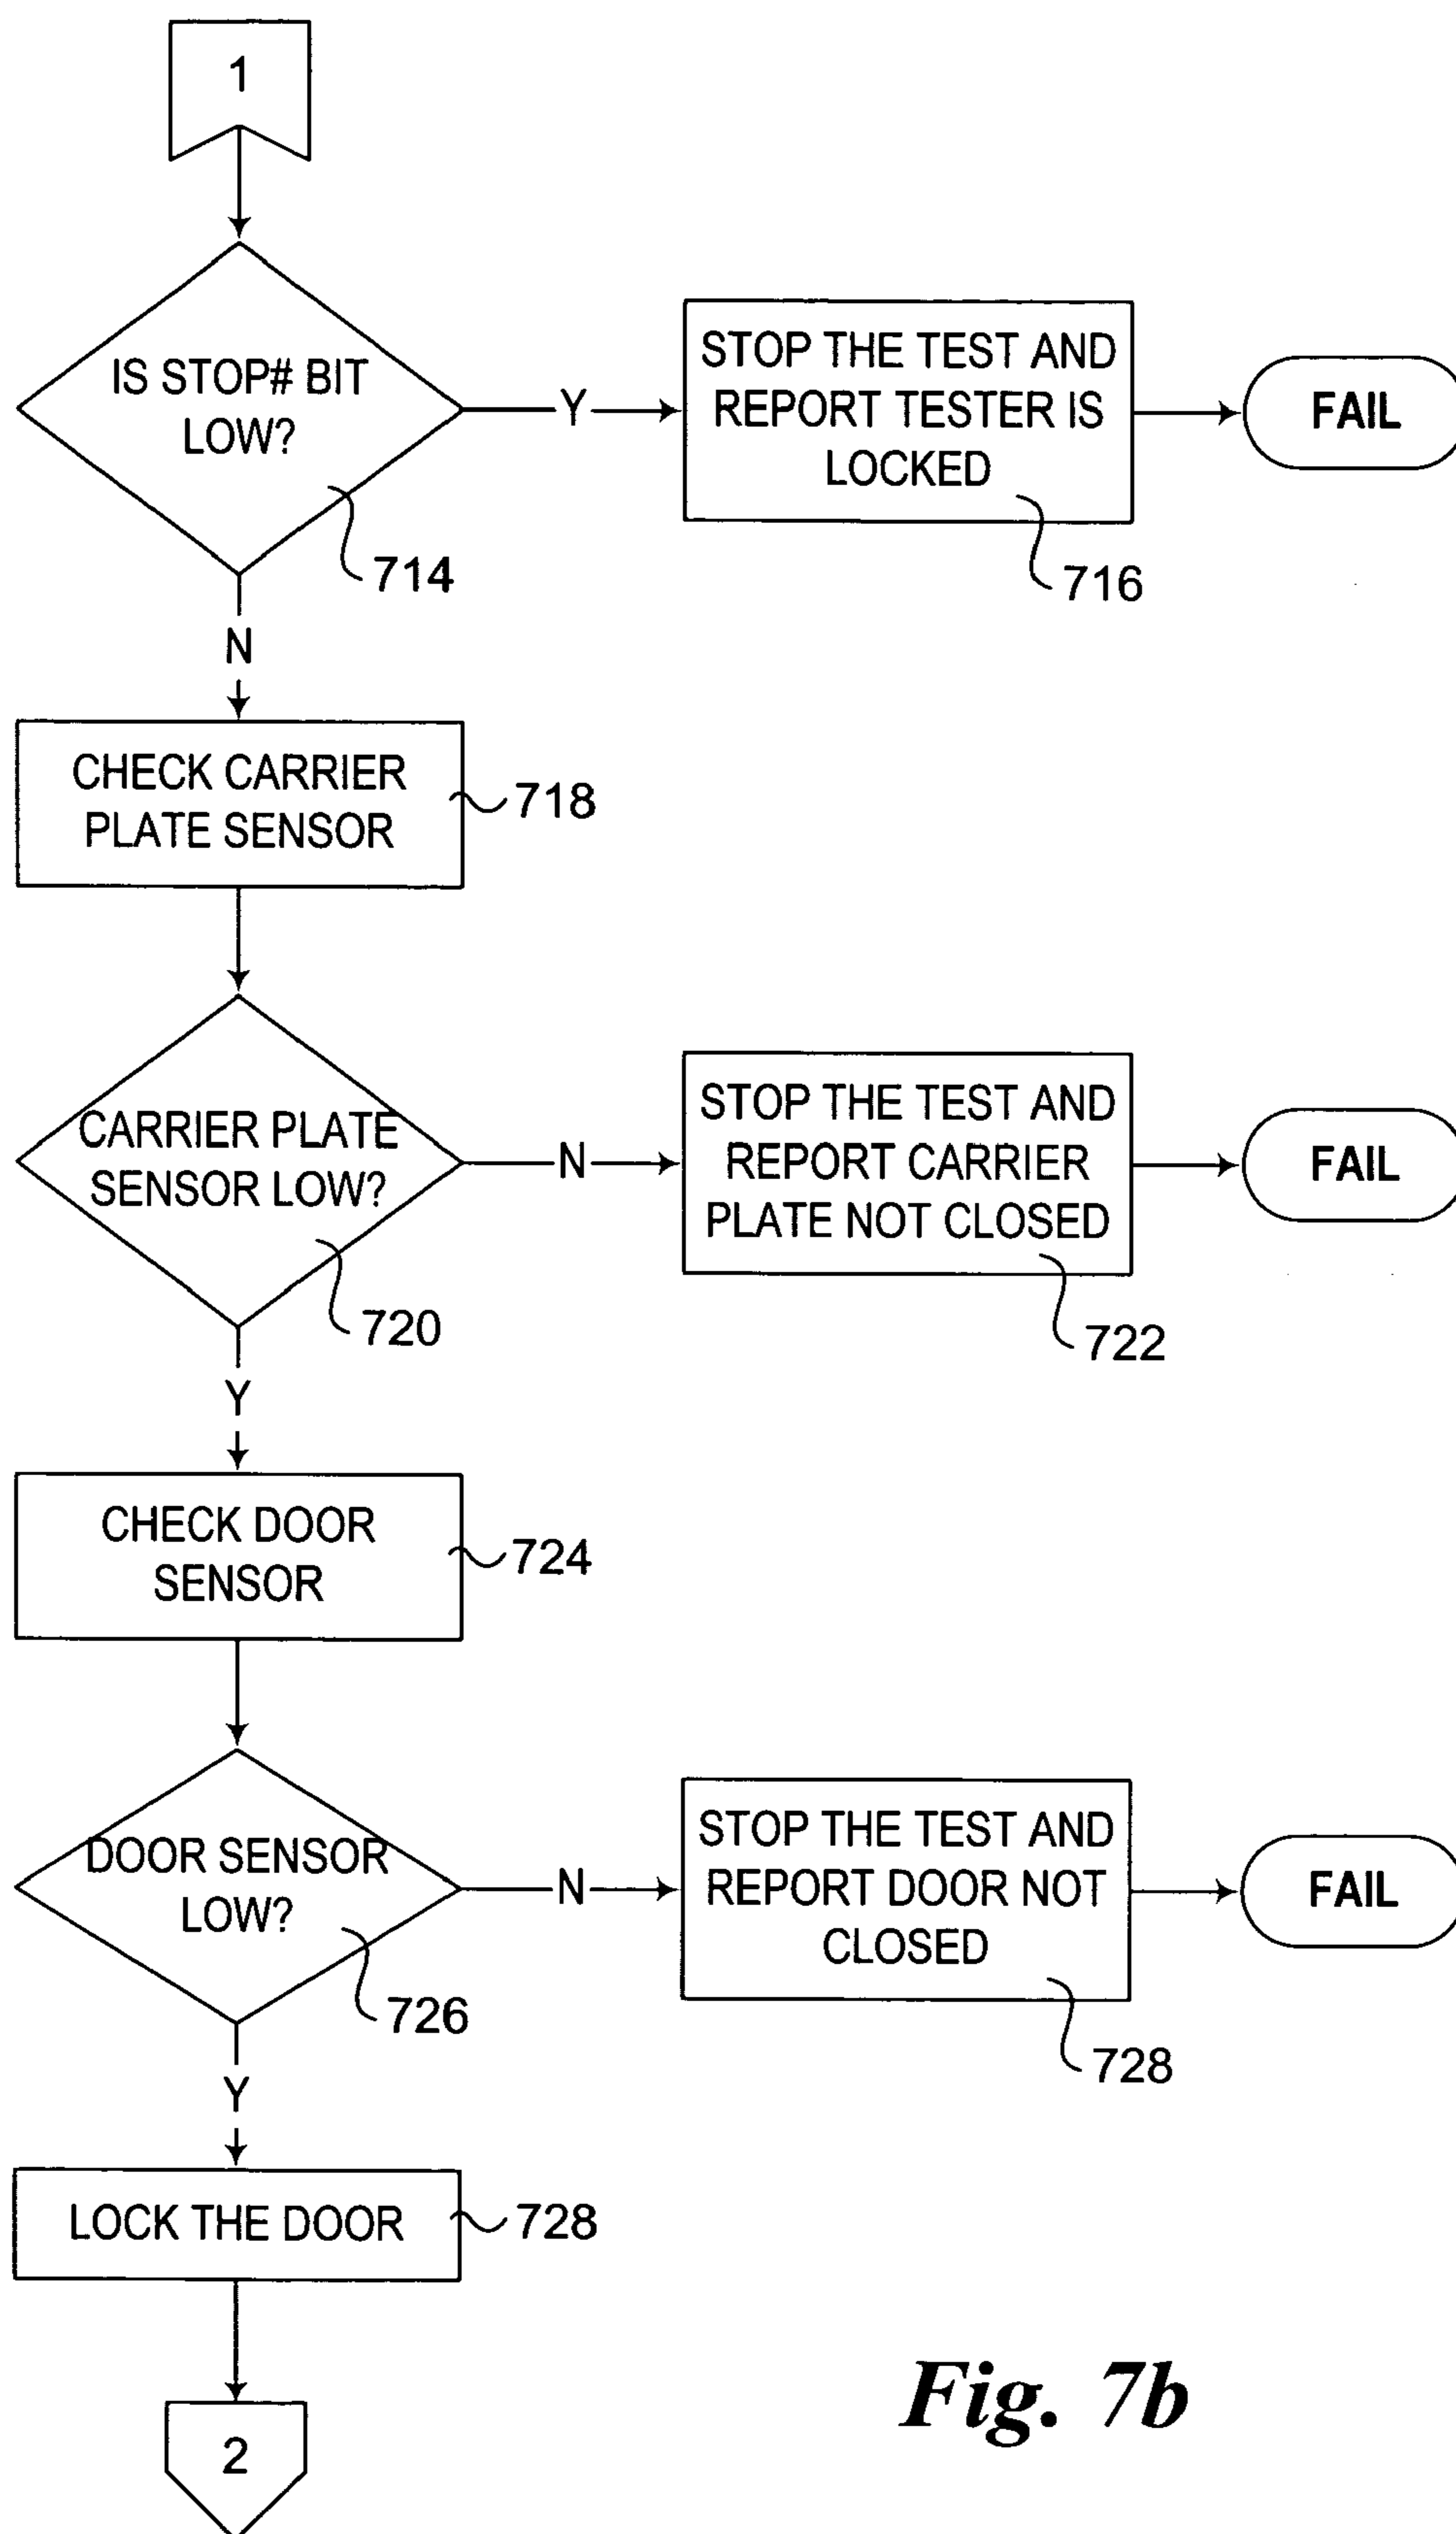 1
IS STOP# BIT
LOW?
714
Y
STOP THE TEST AND
REPORT TESTER IS
LOCKED
716
FAIL
N
CHECK CARRIER
PLATE SENSOR
718
CARRIER PLATE
SENSOR LOW?
720
N
STOP THE TEST AND
REPORT CARRIER
PLATE NOT CLOSED
722
FAIL
Y
CHECK DOOR
SENSOR
724
DOOR SENSOR
LOW?
726
N
STOP THE TEST AND
REPORT DOOR NOT
CLOSED
728
FAIL
Y
LOCK THE DOOR
728
2
Fig. 7b